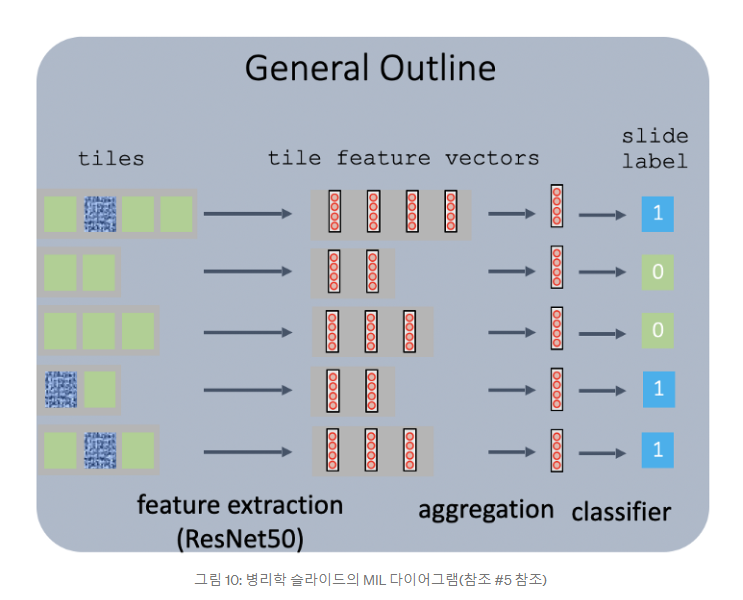 General Outline
tiles
tile feature vectors
slide
label
1
0
0
1
1
feature extraction
(ResNet50)
aggregation
classifier
그림 10: 병리학 슬라이드의 MIL 다이어그램(참조 #5 참조)